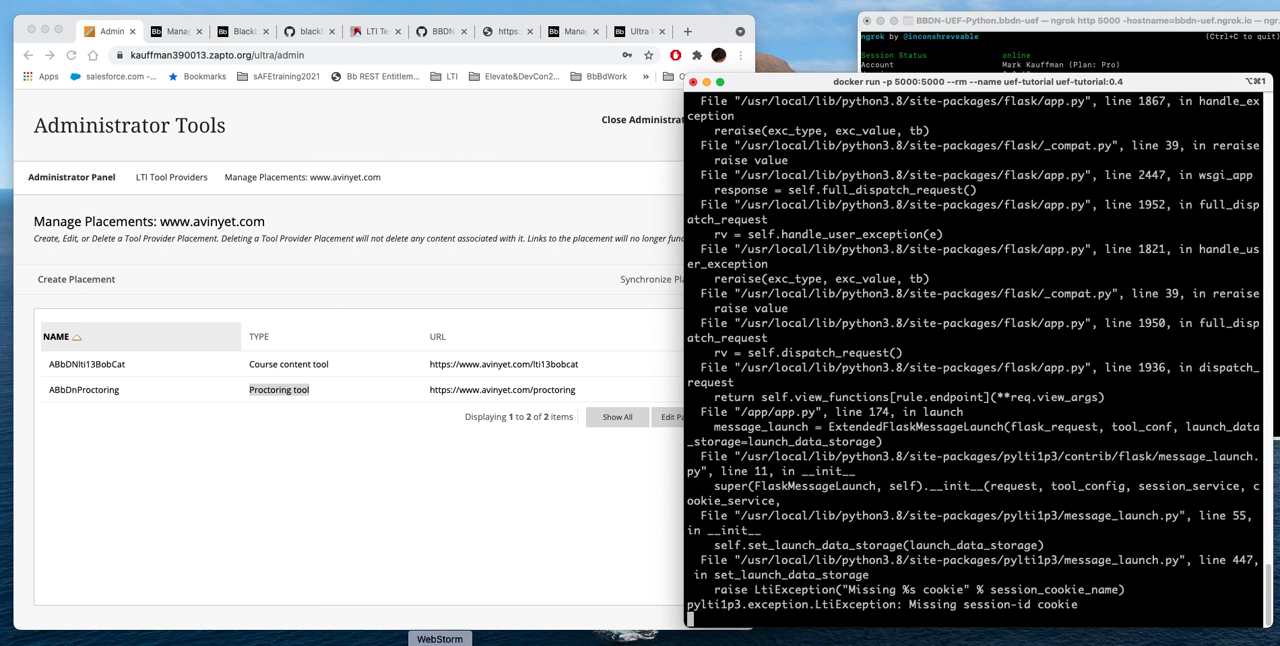 Admin
Mana
Black
black
LTI Te
BBDN
https:
Mana
Ultra
kauffman391013.zapto.org/ultra/admin
Apps
salesforce.com -...
Bookmarks
sAFEtraining2021
Bb REST Entitlem...
LTI
Elevate&DevCon2...
BbBdWork
»
Administrator Tools
Close Administrat
Administrator Panel
LTI Tool Providers
Manage Placements: www.avinyet.com
Manage Placements: www.avinyet.com
Create, Edit, or Delete a Tool Provider Placement. Deleting a Tool Provider Placement will not delete any content associated with it. Links to the placement will no longer func
Create Placement
Synchronize Pla
NAME
TYPE
URL
ABbDNlti13BobCat
Course content tool
https://www.avinyet.com/lti13bobcat
ABbDnProctoring
Proctoring tool
https://www.avinyet.com/proctoring
Displaying 1 to 2 of 2 items
Show All
Edit Pa
WebStorm
BBDN-UEF-Python.bbdn-uef — ngrok http 5000 -hostname=bbdn-uef.ngrok.io — ngr
ngrok by @inconshreveable
(Ctrl+C to quit)
Session Status
online
Account
Mark Kauffman (Plan: Pro)
docker run -p 5000:5000 --rm --name uef-tutorial uef-tutorial:0.4
⌥⌘1
File "/usr/local/lib/python3.8/site-packages/flask/app.py", line 1867, in handle_ex
ception
reraise(exc_type, exc_value, tb)
File "/usr/local/lib/python3.8/site-packages/flask/_compat.py", line 39, in reraise
raise value
File "/usr/local/lib/python3.8/site-packages/flask/app.py", line 2447, in wsgi_app
response = self.full_dispatch_request()
File "/usr/local/lib/python3.8/site-packages/flask/app.py", line 1952, in full_disp
atch_request
rv = self.handle_user_exception(e)
File "/usr/local/lib/python3.8/site-packages/flask/app.py", line 1821, in handle_us
er_exception
reraise(exc_type, exc_value, tb)
File "/usr/local/lib/python3.8/site-packages/flask/_compat.py", line 39, in reraise
raise value
File "/usr/local/lib/python3.8/site-packages/flask/app.py", line 1950, in full_disp
atch_request
rv = self.dispatch_request()
File "/usr/local/lib/python3.8/site-packages/flask/app.py", line 1936, in dispatch_
request
return self.view_functions[rule.endpoint](**req.view_args)
File "/app/app.py", line 174, in launch
message_launch = ExtendedFlaskMessageLaunch(flask_request, tool_conf, launch_data
_storage=launch_data_storage)
File "/usr/local/lib/python3.8/site-packages/pylti1p3/contrib/flask/message_launch.
py", line 11, in __init__
super(FlaskMessageLaunch, self).__init__(request, tool_config, session_service, c
ookie_service,
File "/usr/local/lib/python3.8/site-packages/pylti1p3/message_launch.py", line 55,
in __init__
self.set_launch_data_storage(launch_data_storage)
File "/usr/local/lib/python3.8/site-packages/pylti1p3/message_launch.py", line 447,
in set_launch_data_storage
raise LtiException("Missing %s cookie" % session_cookie_name)
pylti1p3.exception.LtiException: Missing session-id cookie